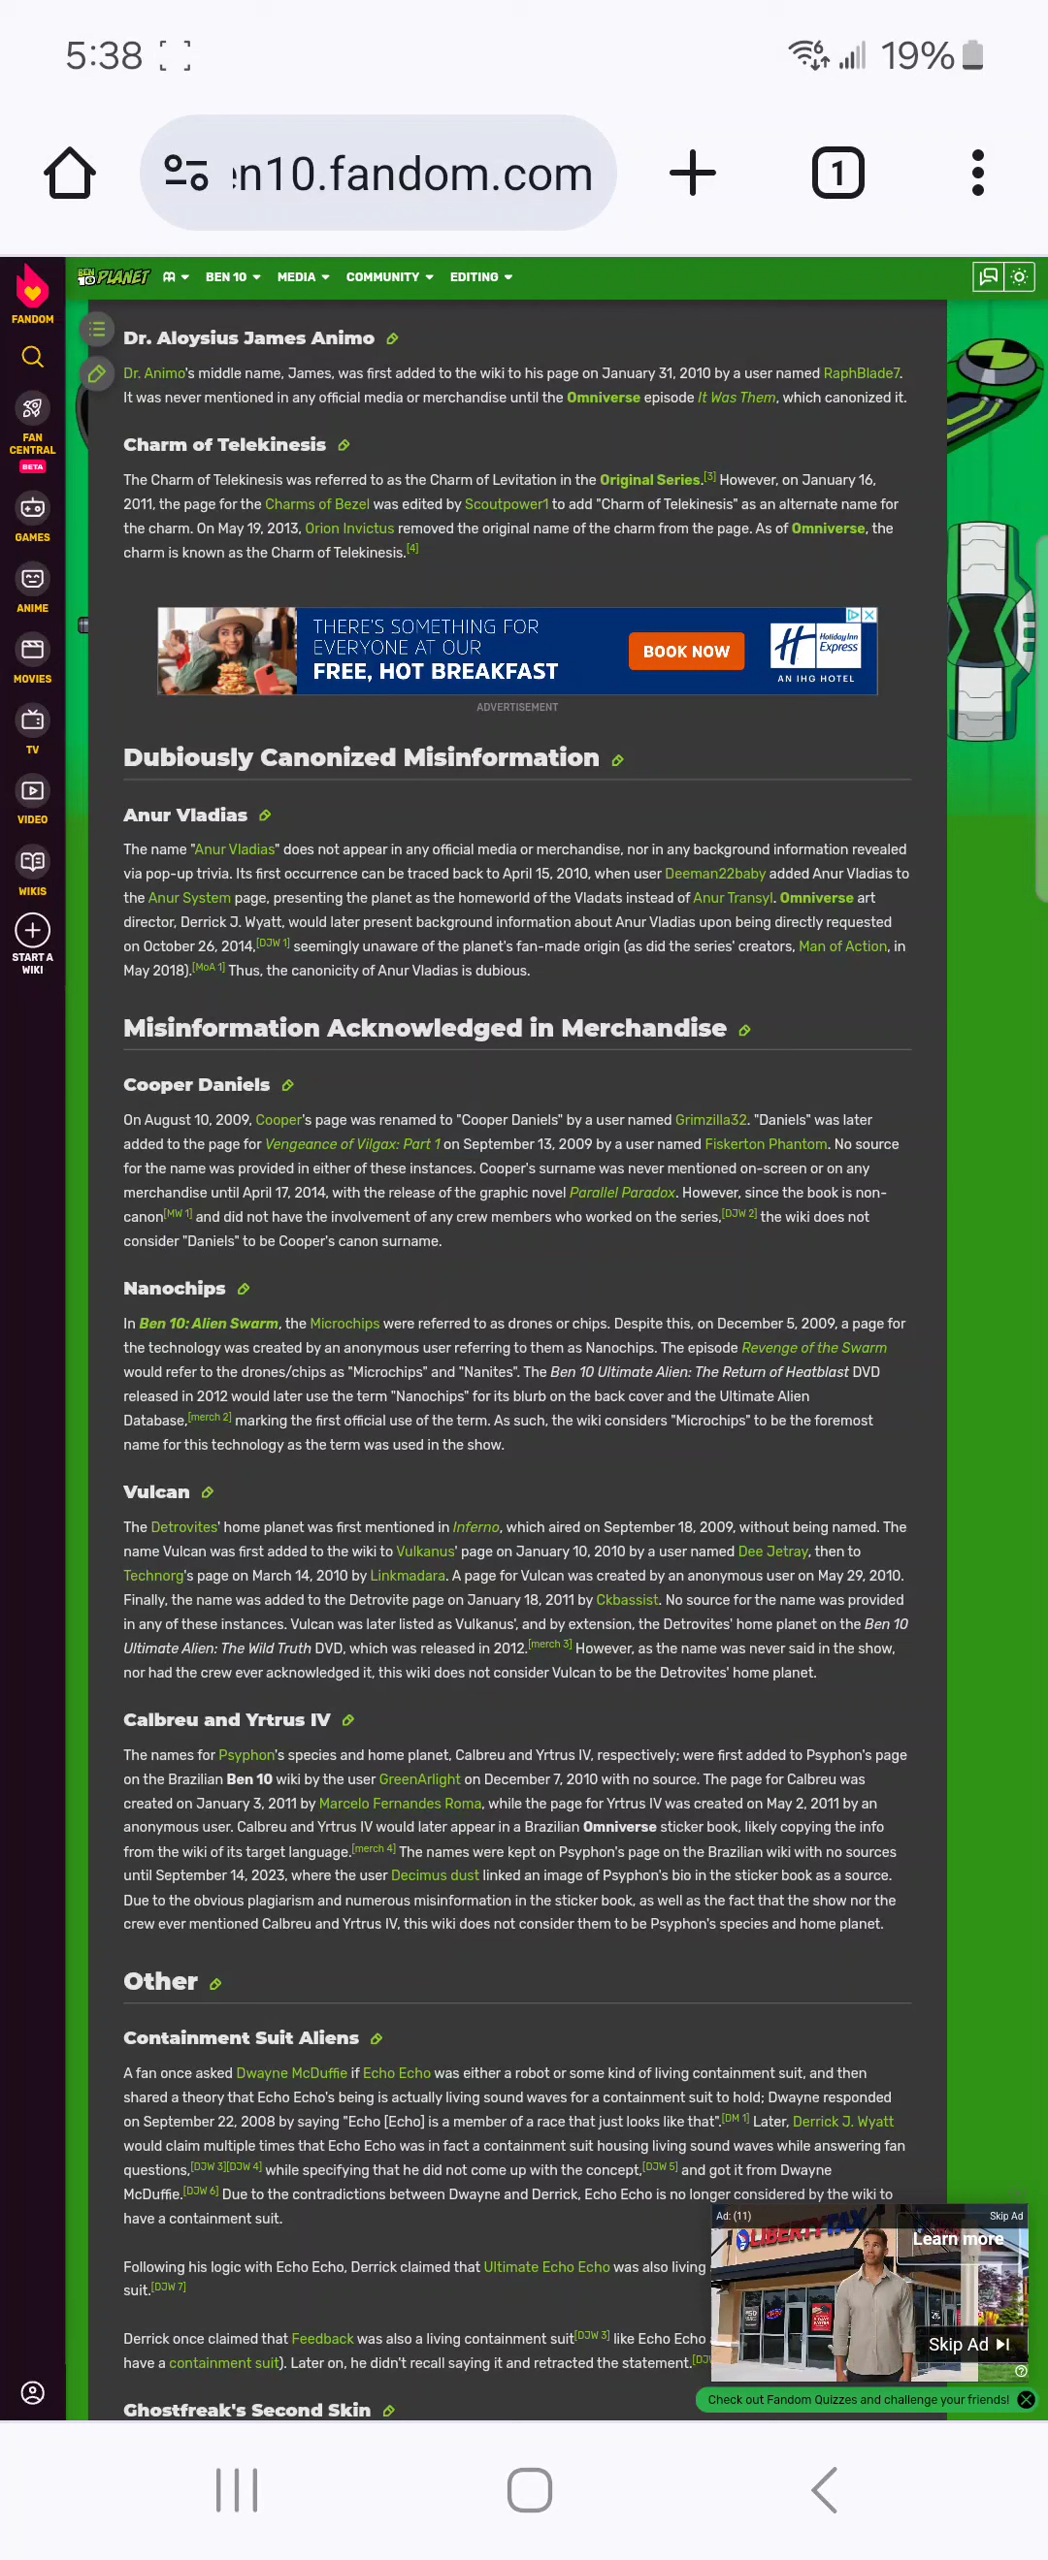 5:38
6
19%
en10.fandom.com
1
FANDOM
BEN 10 PLANET
BEN 10
MEDIA
COMMUNITY
EDITING
FAN CENTRAL
BETA
GAMES
ANIME
MOVIES
TV
VIDEO
WIKIS
START A WIKI
Dr. Aloysius James Animo
Dr. Animo's middle name, James, was first added to the wiki to his page on January 31, 2010 by a user named RaphBlade7.
It was never mentioned in any official media or merchandise until the Omniverse episode It Was Them, which canonized it.
Charm of Telekinesis
The Charm of Telekinesis was referred to as the Charm of Levitation in the Original Series.[3] However, on January 16,
2011, the page for the Charms of Bezel was edited by Scoutpower1 to add "Charm of Telekinesis" as an alternate name for
the charm. On May 19, 2013, Orion Invictus removed the original name of the charm from the page. As of Omniverse, the
charm is known as the Charm of Telekinesis.[4]
THERE'S SOMETHING FOR
EVERYONE AT OUR
FREE, HOT BREAKFAST
BOOK NOW
H
Holiday Inn
Express
AN IHG HOTEL
ADVERTISEMENT
Dubiously Canonized Misinformation
Anur Vladias
The name "Anur Vladias" does not appear in any official media or merchandise, nor in any background information revealed
via pop-up trivia. Its first occurrence can be traced back to April 15, 2010, when user Deeman22baby added Anur Vladias to
the Anur System page, presenting the planet as the homeworld of the Vladats instead of Anur Transyl. Omniverse art
director, Derrick J. Wyatt, would later present background information about Anur Vladias upon being directly requested
on October 26, 2014,[DJW 1] seemingly unaware of the planet's fan-made origin (as did the series' creators, Man of Action, in
May 2018).[MoA 1] Thus, the canonicity of Anur Vladias is dubious.
Misinformation Acknowledged in Merchandise
Cooper Daniels
On August 10, 2009, Cooper's page was renamed to "Cooper Daniels" by a user named Grimzilla32. "Daniels" was later
added to the page for Vengeance of Vilgax: Part 1 on September 13, 2009 by a user named Fiskerton Phantom. No source
for the name was provided in either of these instances. Cooper's surname was never mentioned on-screen or on any
merchandise until April 17, 2014, with the release of the graphic novel Parallel Paradox. However, since the book is non-
canon[MW 1] and did not have the involvement of any crew members who worked on the series,[DJW 2] the wiki does not
consider "Daniels" to be Cooper's canon surname.
Nanochips
In Ben 10: Alien Swarm, the Microchips were referred to as drones or chips. Despite this, on December 5, 2009, a page for
the technology was created by an anonymous user referring to them as Nanochips. The episode Revenge of the Swarm
would refer to the drones/chips as "Microchips" and "Nanites". The Ben 10 Ultimate Alien: The Return of Heatblast DVD
released in 2012 would later use the term "Nanochips" for its blurb on the back cover and the Ultimate Alien
Database,[merch 2] marking the first official use of the term. As such, the wiki considers "Microchips" to be the foremost
name for this technology as the term was used in the show.
Vulcan
The Detrovites' home planet was first mentioned in Inferno, which aired on September 18, 2009, without being named. The
name Vulcan was first added to the wiki to Vulkanus' page on January 10, 2010 by a user named Dee Jetray, then to
Technorg's page on March 14, 2010 by Linkmadara. A page for Vulcan was created by an anonymous user on May 29, 2010.
Finally, the name was added to the Detrovite page on January 18, 2011 by Ckbassist. No source for the name was provided
in any of these instances. Vulcan was later listed as Vulkanus', and by extension, the Detrovites' home planet on the Ben 10
Ultimate Alien: The Wild Truth DVD, which was released in 2012.[merch 3] However, as the name was never said in the show,
nor had the crew ever acknowledged it, this wiki does not consider Vulcan to be the Detrovites' home planet.
Calbreu and Yrtrus IV
The names for Psyphon's species and home planet, Calbreu and Yrtrus IV, respectively; were first added to Psyphon's page
on the Brazilian Ben 10 wiki by the user GreenArlight on December 7, 2010 with no source. The page for Calbreu was
created on January 3, 2011 by Marcelo Fernandes Roma, while the page for Yrtrus IV was created on May 2, 2011 by an
anonymous user. Calbreu and Yrtrus IV would later appear in a Brazilian Omniverse sticker book, likely copying the info
from the wiki of its target language.[merch 4] The names were kept on Psyphon's page on the Brazilian wiki with no sources
until September 14, 2023, where the user Decimus dust linked an image of Psyphon's bio in the sticker book as a source.
Due to the obvious plagiarism and numerous misinformation in the sticker book, as well as the fact that the show nor the
crew ever mentioned Calbreu and Yrtrus IV, this wiki does not consider them to be Psyphon's species and home planet.
Other
Containment Suit Aliens
A fan once asked Dwayne McDuffie if Echo Echo was either a robot or some kind of living containment suit, and then
shared a theory that Echo Echo's being is actually living sound waves for a containment suit to hold; Dwayne responded
on September 22, 2008 by saying "Echo [Echo] is a member of a race that just looks like that".[DM 1] Later, Derrick J. Wyatt
would claim multiple times that Echo Echo was in fact a containment suit housing living sound waves while answering fan
questions,[DJW 3][DJW 4] while specifying that he did not come up with the concept,[DJW 5] and got it from Dwayne
McDuffie.[DJW 6] Due to the contradictions between Dwayne and Derrick, Echo Echo is no longer considered by the wiki to
have a containment suit.
Following his logic with Echo Echo, Derrick claimed that Ultimate Echo Echo was also living
suit.[DJW 7]
Derrick once claimed that Feedback was also a living containment suit[DJW 3] like Echo Echo
have a containment suit). Later on, he didn't recall saying it and retracted the statement.[DJW
Ghostfreak's Second Skin
Ad: (11)
Skip Ad
LIBERTY TAX
Learn more
Skip Ad
Check out Fandom Quizzes and challenge your friends!